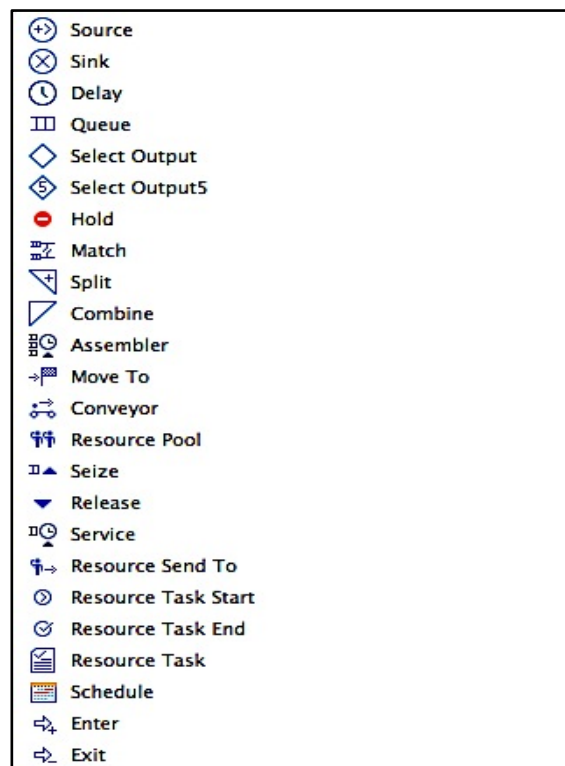 Source
Sink
Delay
Queue
Select Output
Select Output5
Hold
Match
Split
Combine
Assembler
Move To
Conveyor
Resource Pool
Seize
Release
Service
Resource Send To
Resource Task Start
Resource Task End
Resource Task
Schedule
Enter
Exit